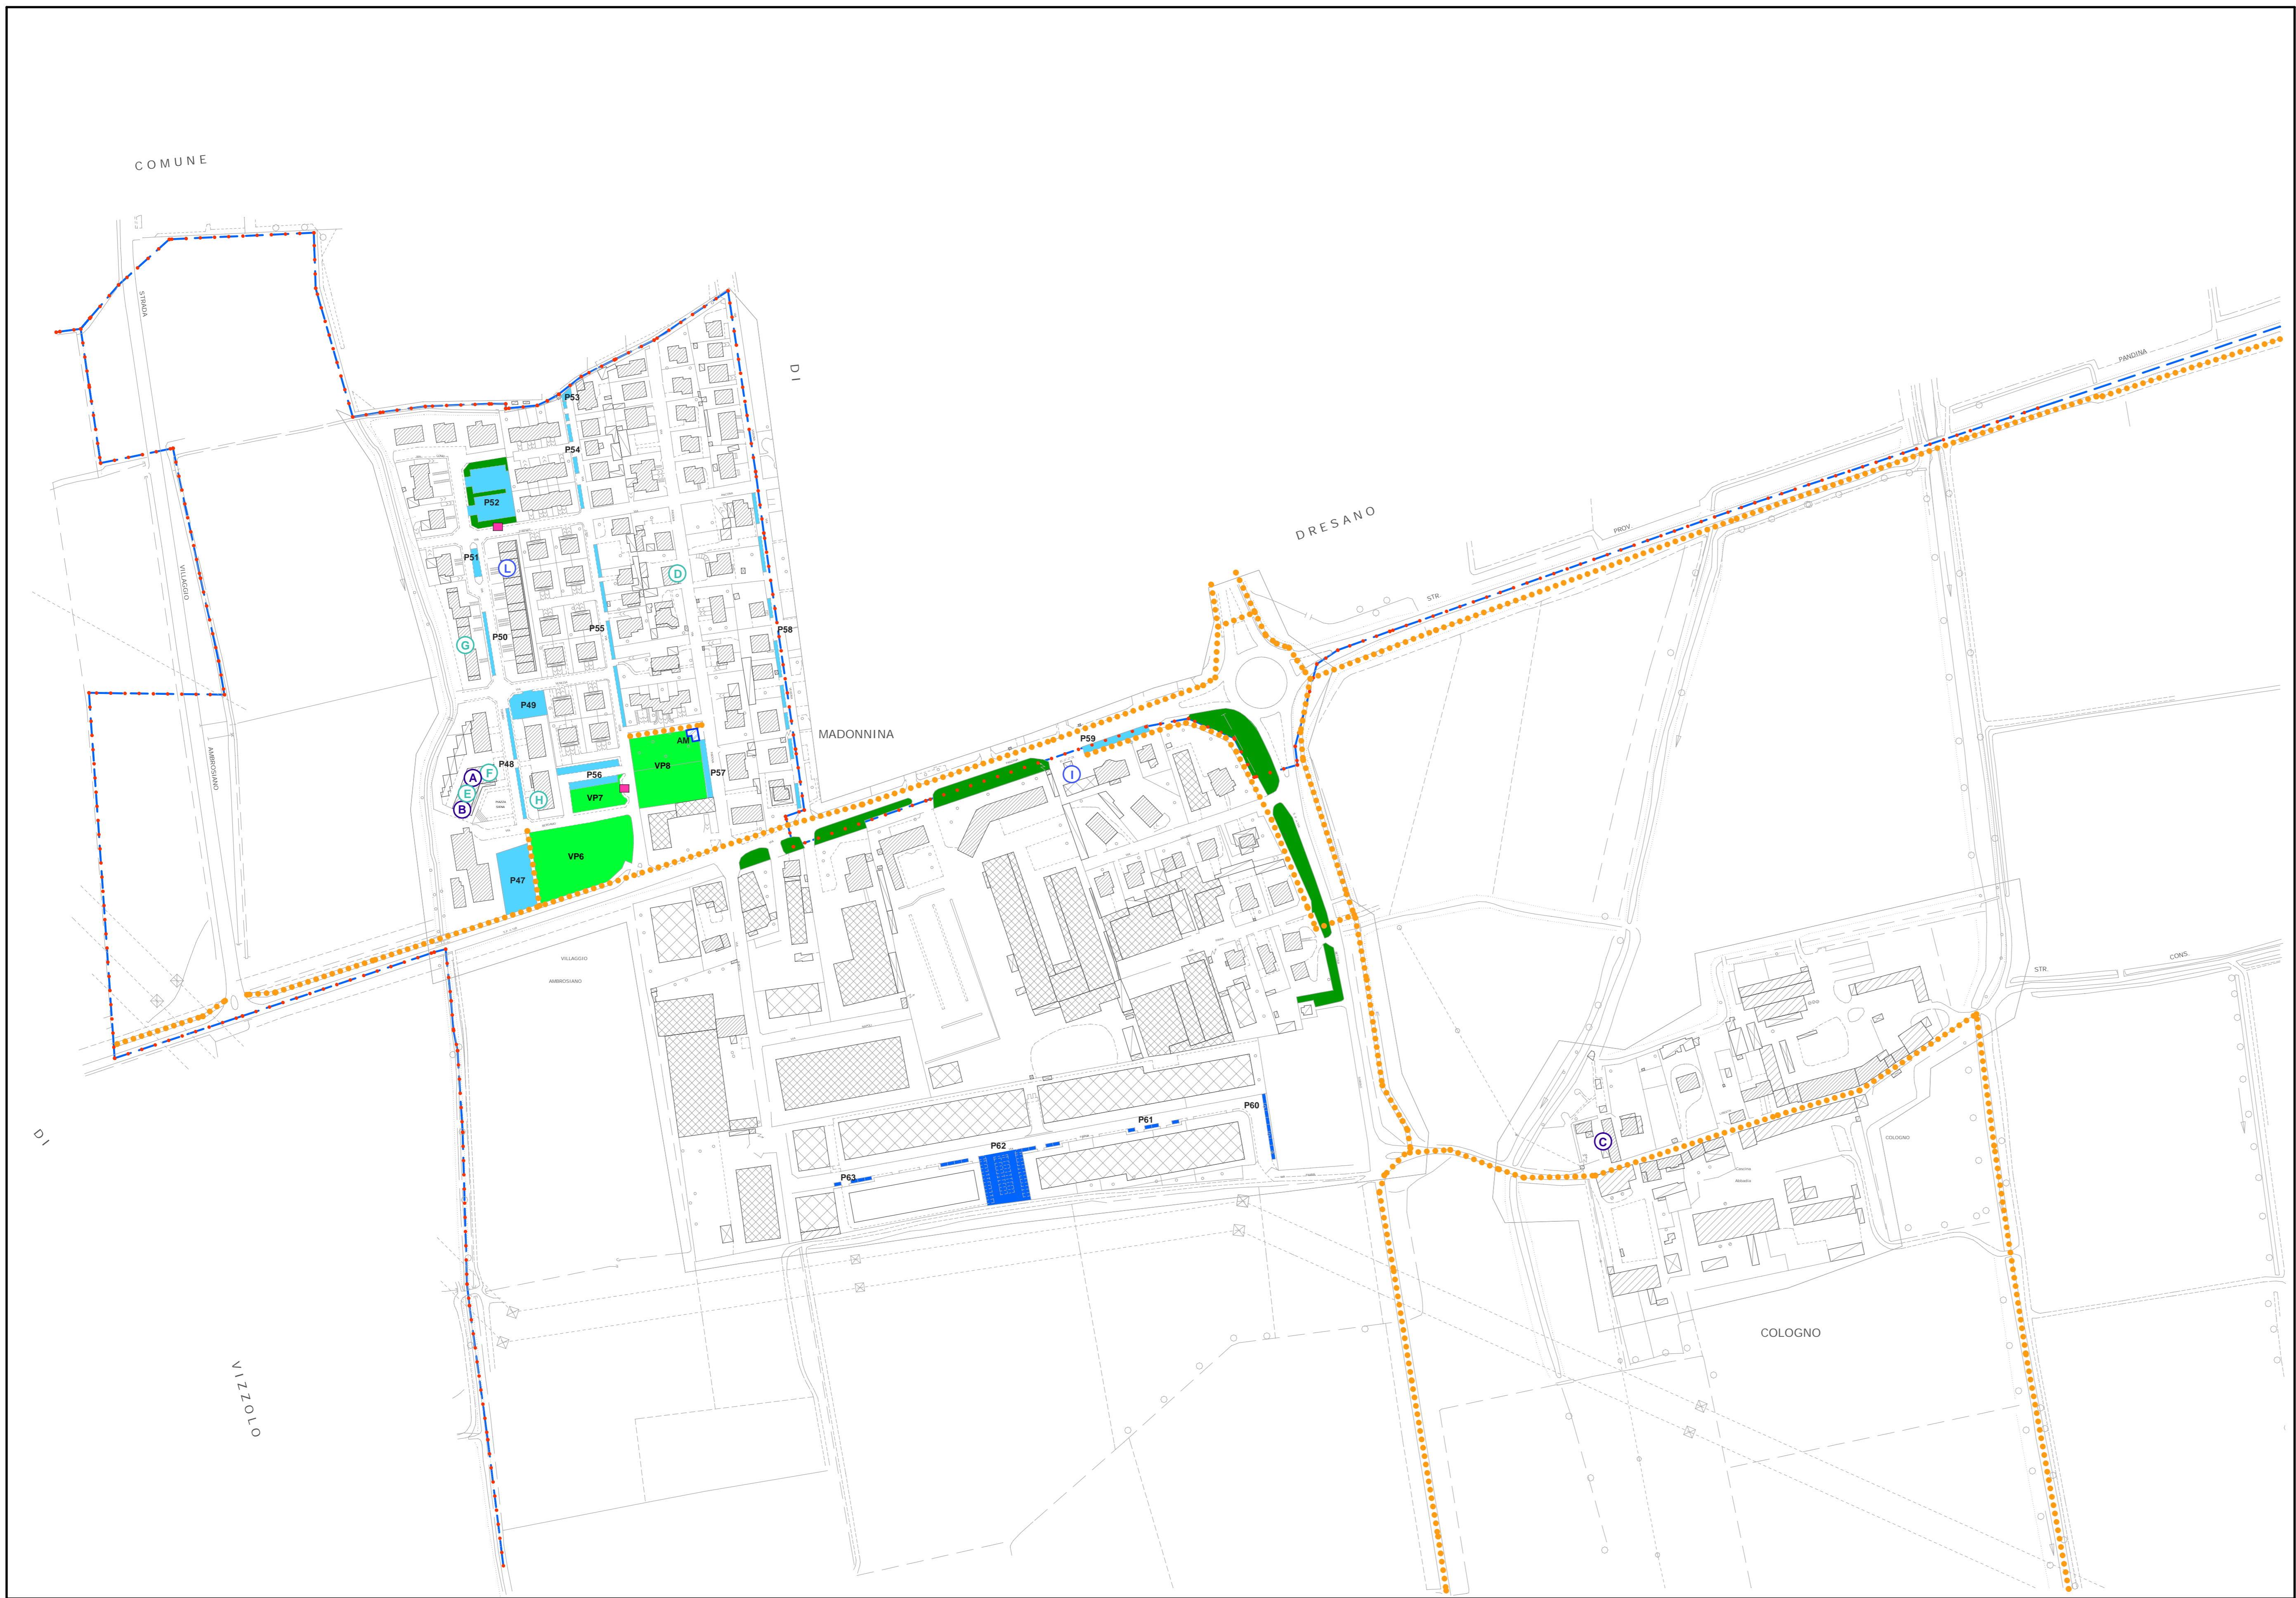 COMUNE
STRADA
DI
PANDINA
P53
P54
P52
DRESANO
PROV.
P51
L
D
VILLAGGIO
STR.
P55
P58
P50
G
P49
MADONNINA
P59
AM
AMBROSIANO
P48
VP8
P57
A
F
P56
I
E
VP7
H
B
PIAZZA
VP6
P47
VILLAGGIO
AMBROSIANO
CONS.
STR.
P60
P61
DI
P62
C
COLOGNO
Cascina
P63
COLOGNO
VIZZOLO